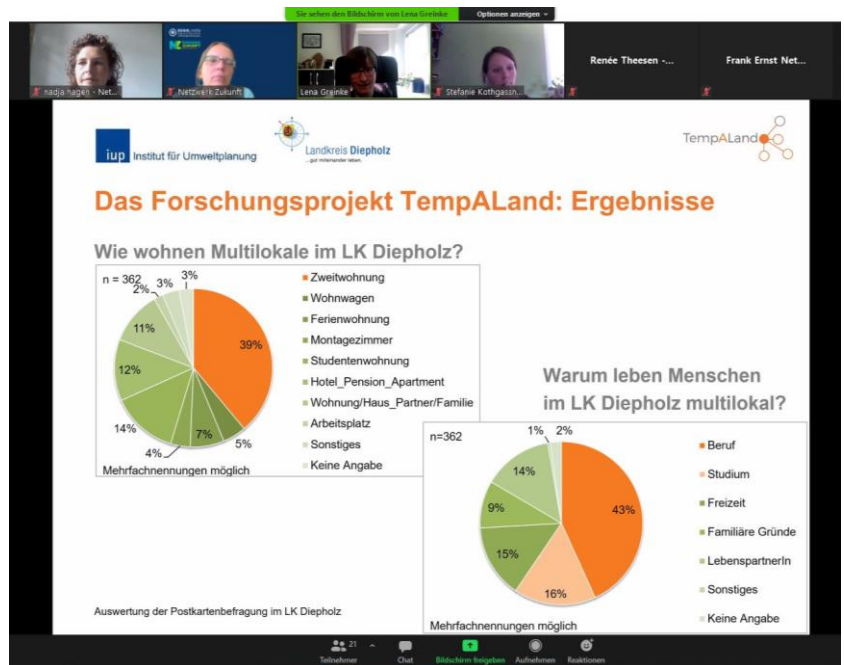 Sie sehen den Bildschirm von Lena Greinke
Optionen anzeigen
Renée Theesen -...
Frank Ernst Net...
nadja hagen - Net...
Netzwerk Zukunft
Lena Greinke
Stefanie Kothgassn...
iup Institut für Umweltplanung
Landkreis Diepholz
...gut miteinander leben.
TempALand
Das Forschungsprojekt TempALand: Ergebnisse
Wie wohnen Multilokale im LK Diepholz?
n = 362
2%
3%
3%
39%
5%
7%
4%
14%
12%
11%
Zweitwohnung
Wohnwagen
Ferienwohnung
Montagezimmer
Studentenwohnung
Hotel_Pension_Apartment
Wohnung/Haus_Partner/Familie
Arbeitsplatz
Sonstiges
Keine Angabe
Mehrfachnennungen möglich
Warum leben Menschen
im LK Diepholz multilokal?
n=362
1%
2%
43%
16%
15%
9%
14%
Beruf
Studium
Freizeit
Familiäre Gründe
LebenspartnerIn
Sonstiges
Keine Angabe
Mehrfachnennungen möglich
Auswertung der Postkartenbefragung im LK Diepholz
21
Teilnehmer
Chat
Bildschirm freigeben
Aufnehmen
Reaktionen